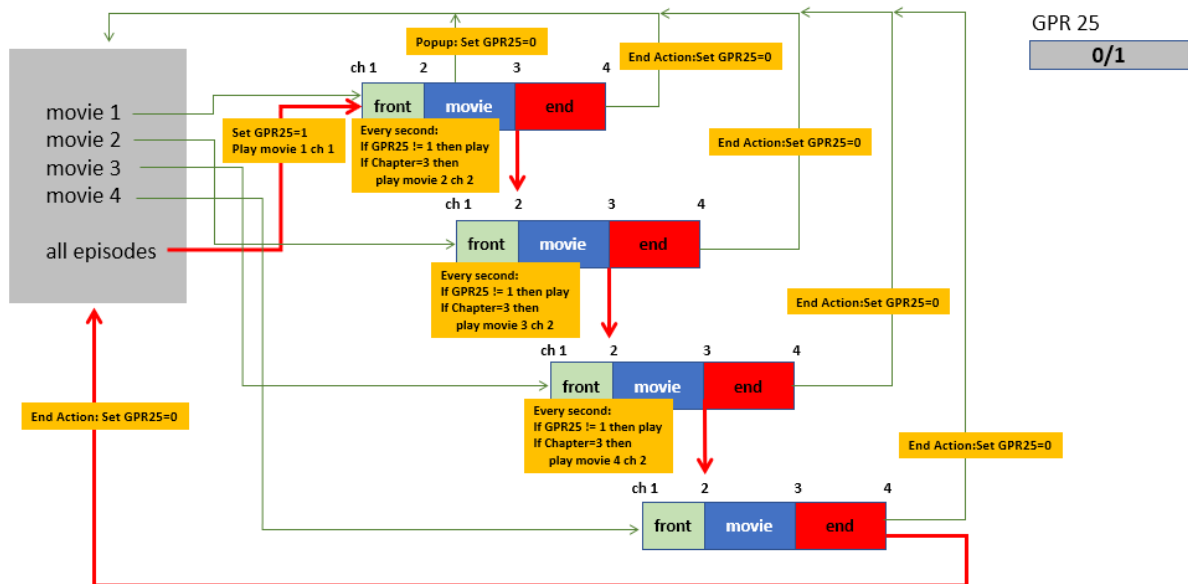 GPR 25
0/1
Popup: Set GPR25=0
End Action:Set GPR25=0
ch 1 2 3 4
front movie end
movie 1
movie 2
movie 3
movie 4
all episodes
Set GPR25=1
Play movie 1 ch 1
Every second:
If GPR25 != 1 then play
If Chapter=3 then
play movie 2 ch 2
End Action:Set GPR25=0
ch 1 2 3 4
front movie end
Every second:
If GPR25 != 1 then play
If Chapter=3 then
play movie 3 ch 2
End Action:Set GPR25=0
ch 1 2 3 4
front movie end
Every second:
If GPR25 != 1 then play
If Chapter=3 then
play movie 4 ch 2
End Action: Set GPR25=0
End Action:Set GPR25=0
ch 1 2 3 4
front movie end